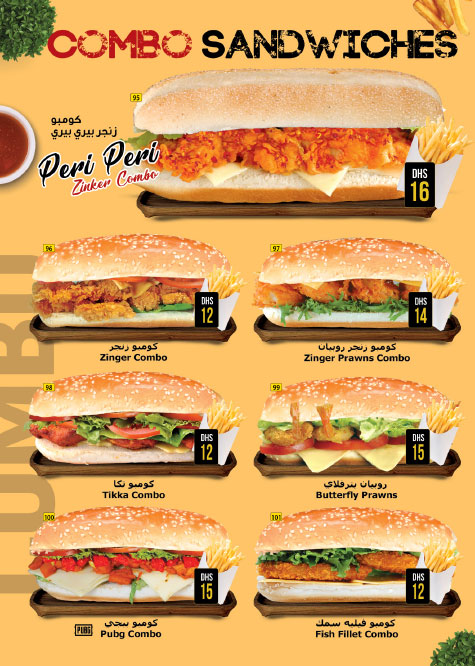 COMBO SANDWICHES
95
كومبو
زنجر بيري بيري
Peri Peri
Zinker Combo
DHS
16
96
DHS
12
كومبو زنجر
Zinger Combo
97
DHS
14
كومبو زنجر روبيان
Zinger Prawns Combo
98
DHS
12
كومبو تكا
Tikka Combo
99
DHS
15
روبيان بترفلاي
Butterfly Prawns
100
DHS
15
PUBG
كومبو ببجي
Pubg Combo
101
DHS
12
كومبو فيليه سمك
Fish Fillet Combo